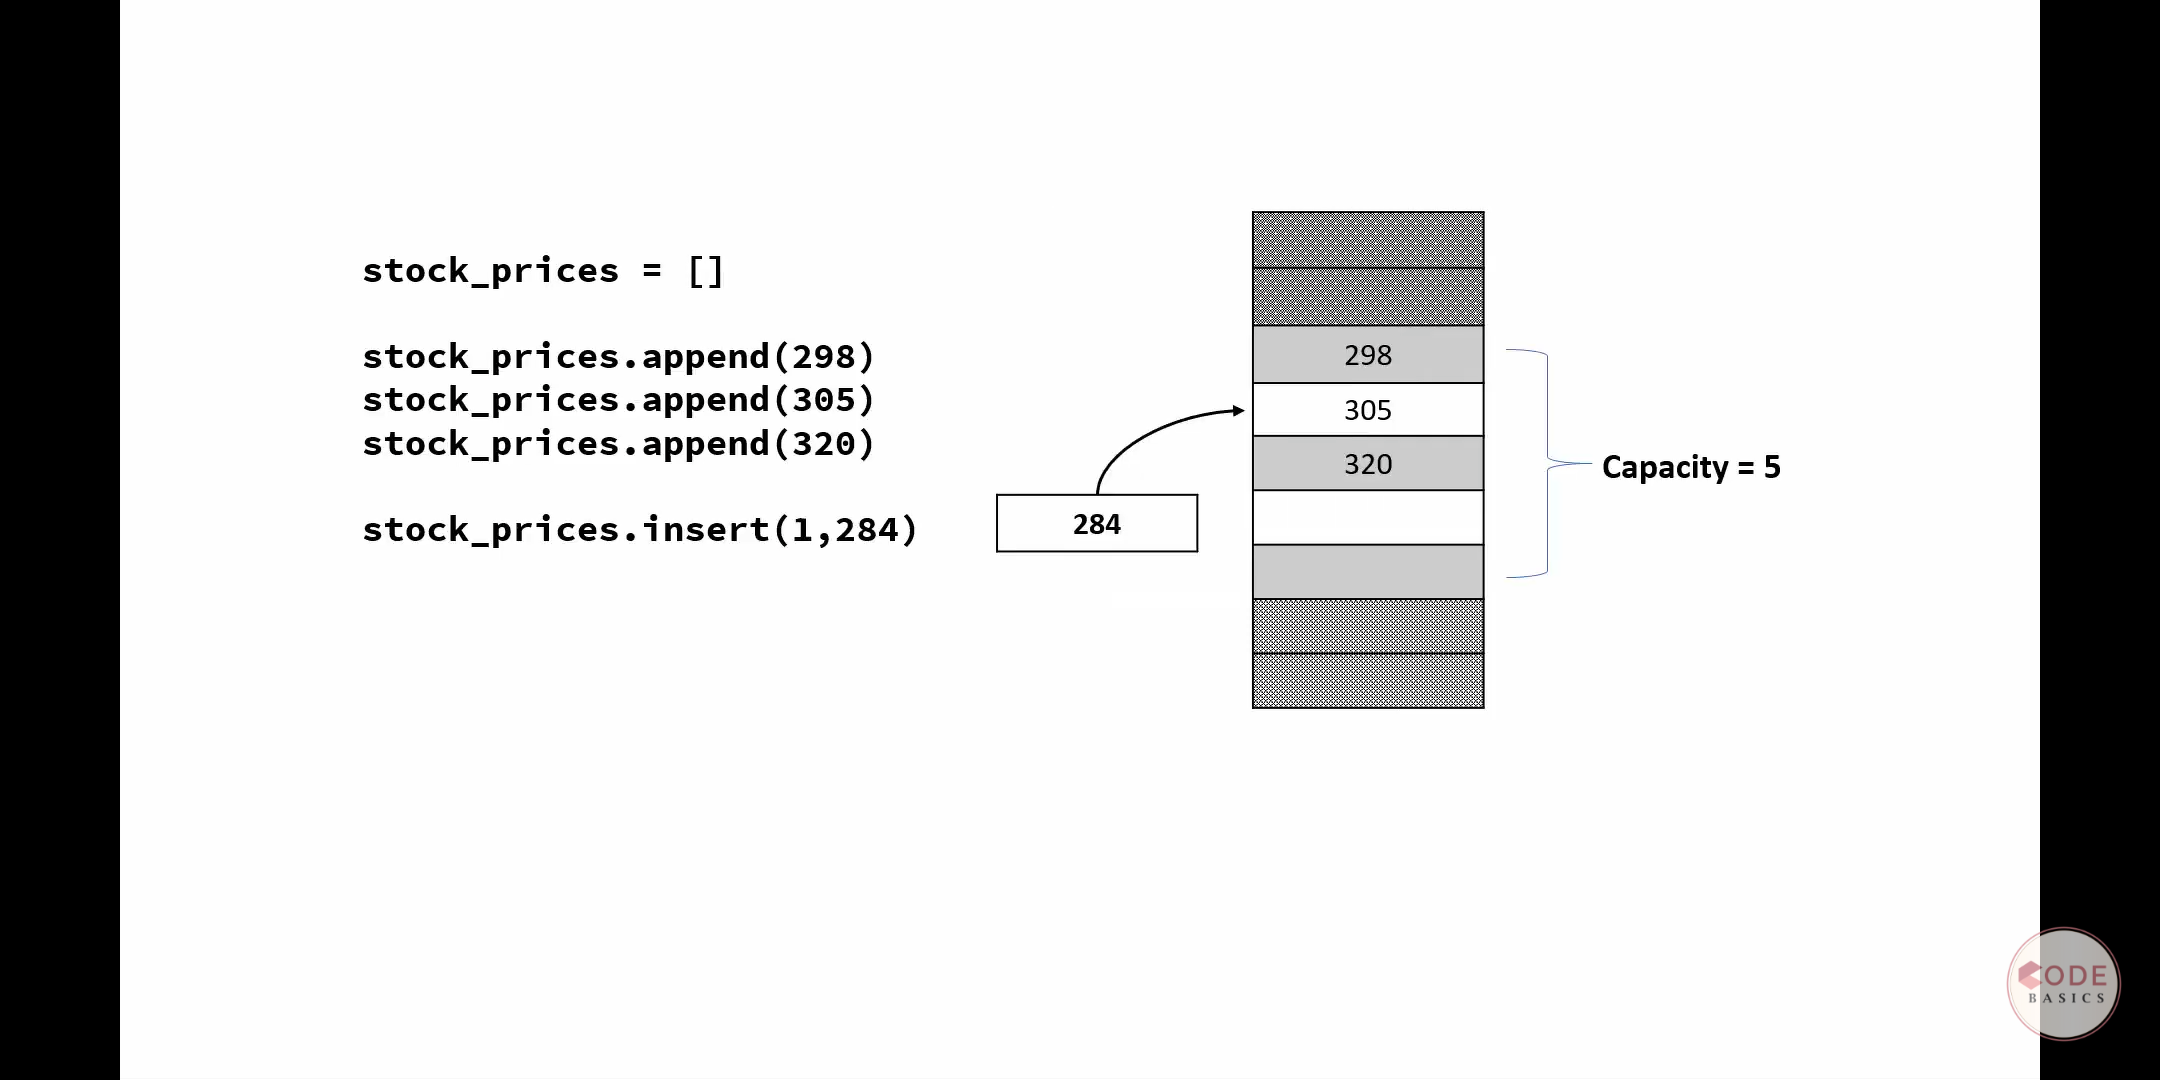 stock_prices = []
stock_prices.append(298)
stock_prices.append(305)
stock_prices.append(320)
stock_prices.insert(1,284)
284
298
305
320
Capacity = 5
CODE
BASICS